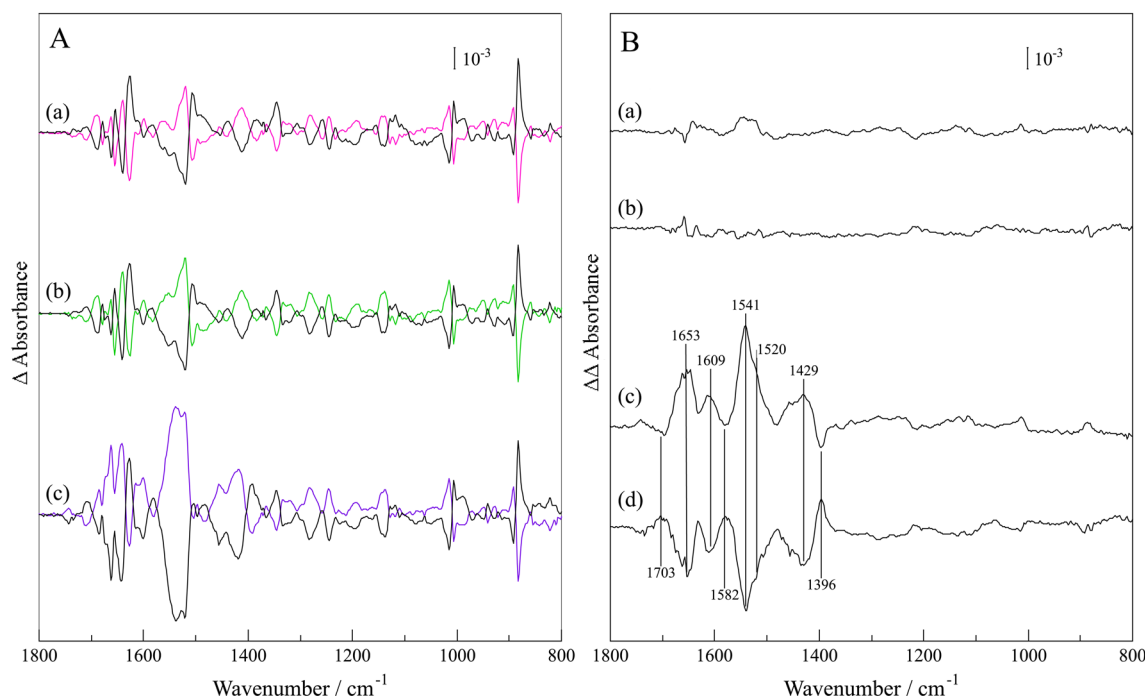 A
10⁻³
(a)
(b)
(c)
Δ Absorbance
1800
1600
1400
1200
1000
800
Wavenumber / cm⁻¹
B
10⁻³
(a)
(b)
(c)
(d)
1541
1653
1520
1609
1429
1703
1582
1396
ΔΔ Absorbance
1800
1600
1400
1200
1000
800
Wavenumber / cm⁻¹